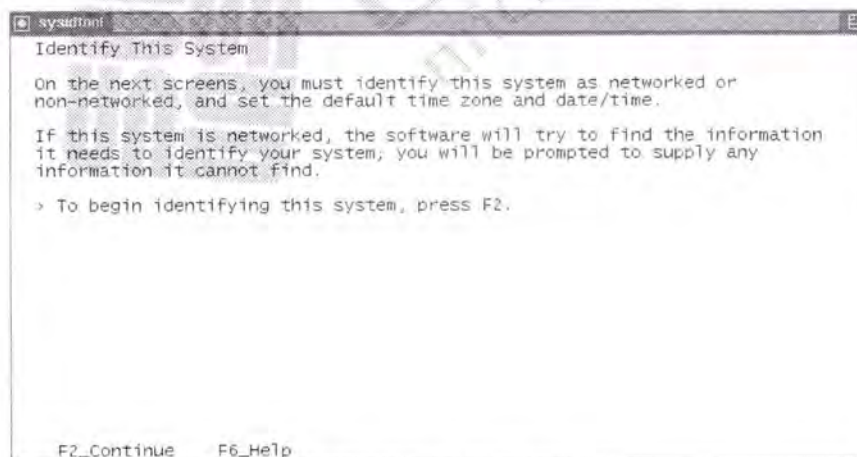 sysidtool
Identify This System
On the next screens, you must identify this system as networked or
non-networked, and set the default time zone and date/time.
If this system is networked, the software will try to find the information
it needs to identify your system; you will be prompted to supply any
information it cannot find.
> To begin identifying this system, press F2.
F2_Continue F6_Help